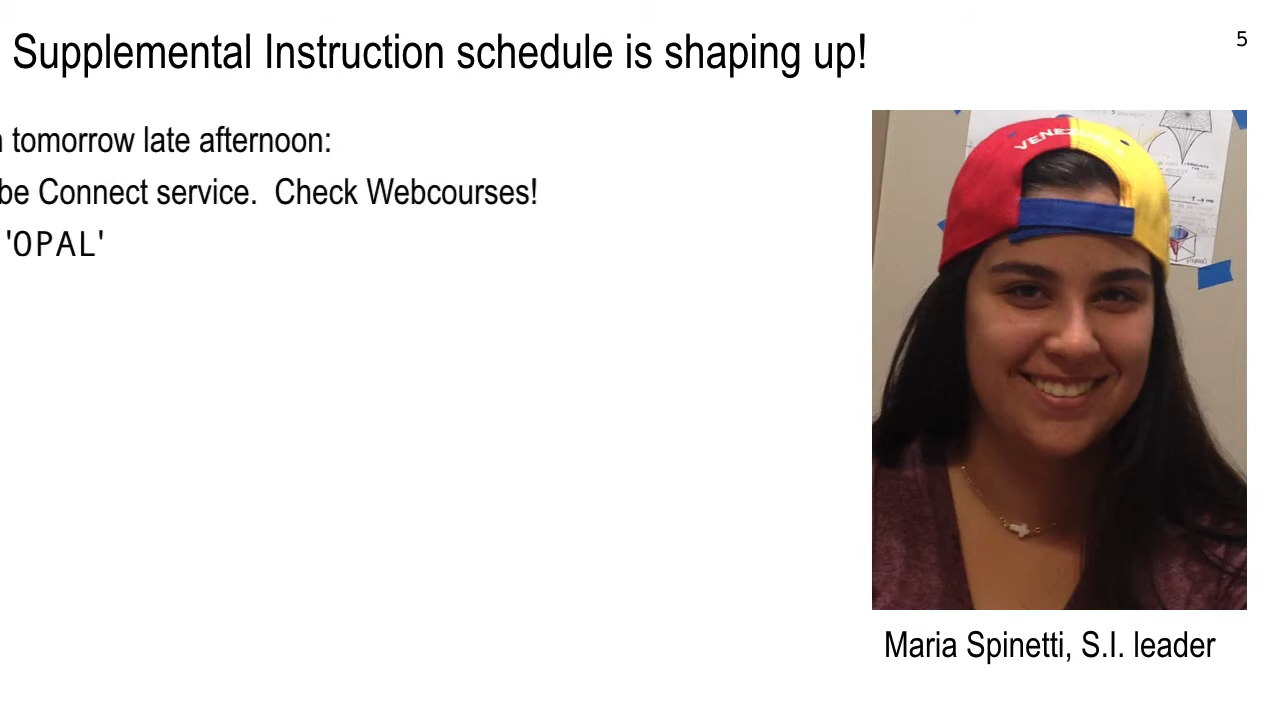 Supplemental Instruction schedule is shaping up!
5
tomorrow late afternoon:
be Connect service.  Check Webcourses!
'OPAL'
Maria Spinetti, S.I. leader